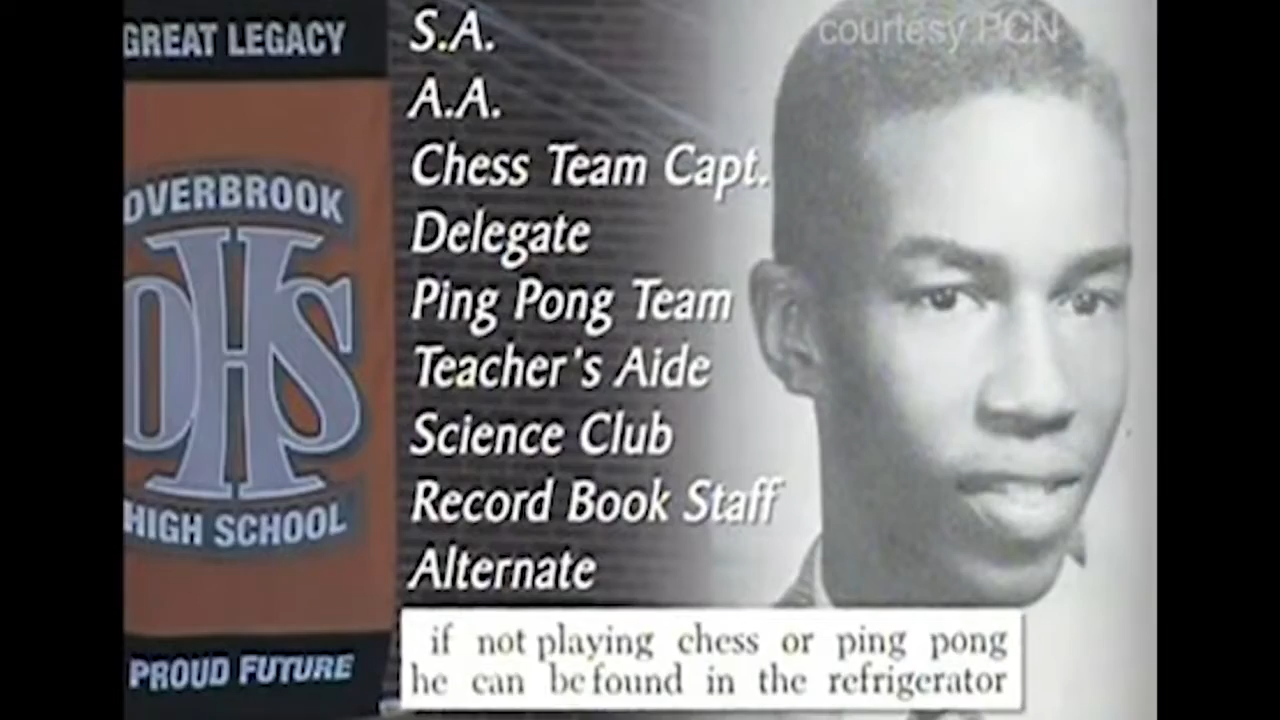 GREAT LEGACY
OVERBROOK
OHS
HIGH SCHOOL
PROUD FUTURE
S.A.
A.A.
Chess Team Capt.
Delegate
Ping Pong Team
Teacher's Aide
Science Club
Record Book Staff
Alternate
if not playing chess or ping pong
he can be found in the refrigerator
courtesy PCN